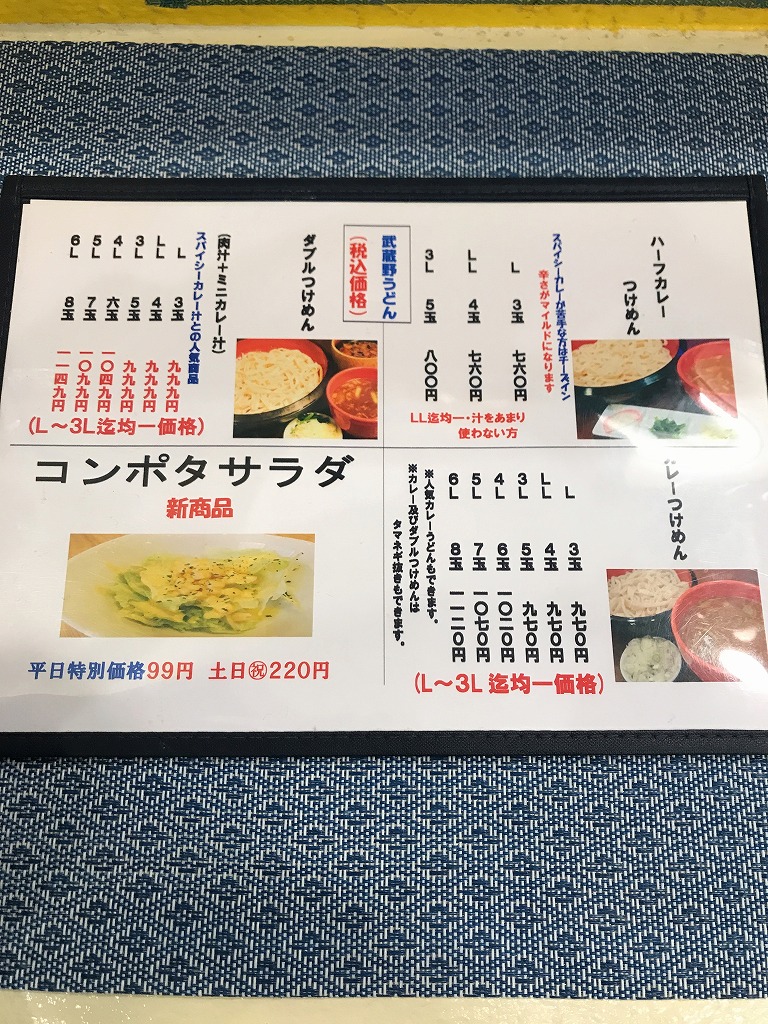 ハーフカレー
つけめん
スパイシーカレーが苦手な方はチーズイン
辛さがマイルドになります
L 3玉 七六〇円
LL 4玉 七六〇円
3L 5玉 八〇〇円
LL迄均一・汁をあまり
使わない方
武蔵野うどん
(税込価格)
ダブルつけめん
(肉汁+ミニカレー汁)
スパイシーカレー汁との人気商品
L 3玉 九九九円
LL 4玉 九九九円
3L 5玉 九九九円
4L 六玉 一〇四九円
5L 7玉 一〇九九円
6L 8玉 一一四九円
(L〜3L迄均一価格)
レーつけめん
L 3玉 九七〇円
LL 4玉 九七〇円
3L 5玉 九七〇円
4L 6玉 一〇二〇円
5L 7玉 一〇七〇円
6L 8玉 一一二〇円
※人気カレーうどんもできます。
※カレー及びダブルつけめんは
タマネギ抜きもできます。
(L〜3L 迄均一価格)
コンポタサラダ
新商品
平日特別価格99円 土日㊗220円